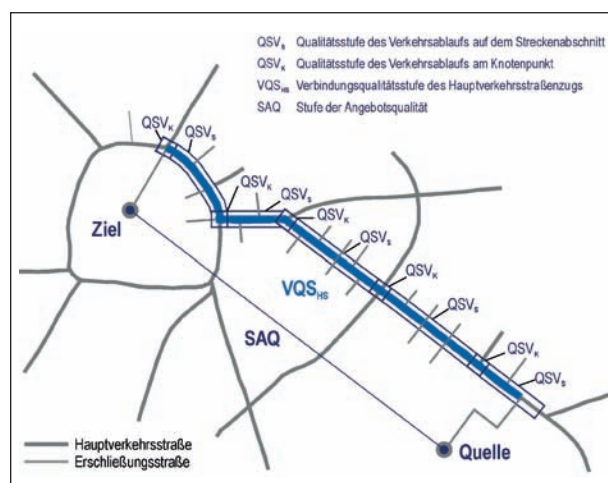 QSVS Qualitätsstufe des Verkehrsablaufs auf dem Streckenabschnitt
QSVK Qualitätsstufe des Verkehrsablaufs am Knotenpunkt
VQSHS Verbindungsqualitätsstufe des Hauptverkehrsstraßenzugs
SAQ Stufe der Angebotsqualität
QSVK
QSVS
QSVK
QSVS
QSVK
Ziel
QSVS
VQSHS
QSVK
SAQ
QSVS
QSVK
QSVS
Hauptverkehrsstraße
Quelle
Erschließungsstraße